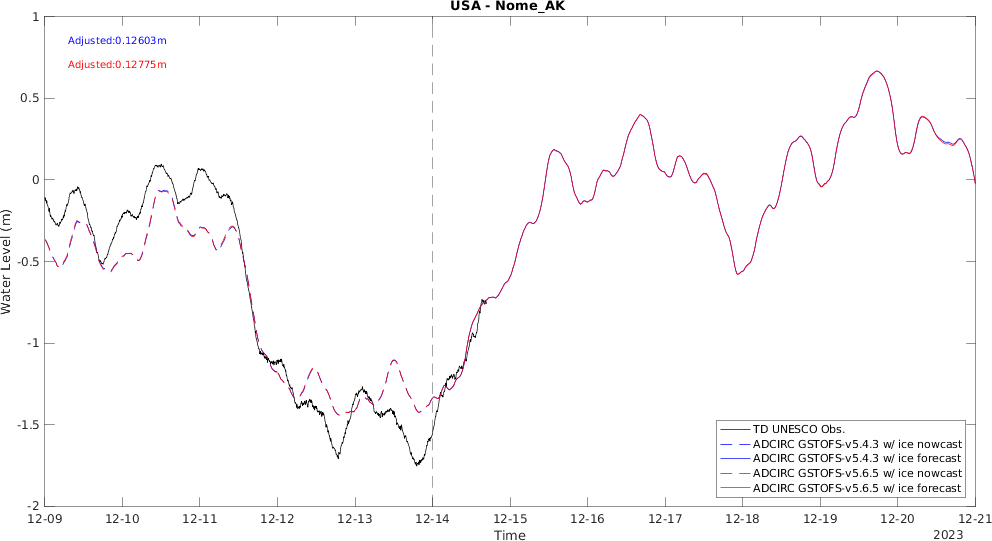 USA - Nome_AK
Adjusted:0.12603m
Adjusted:0.12775m
Water Level (m)
1
0.5
0
-0.5
-1
-1.5
-2
TD UNESCO Obs.
ADCIRC GSTOFS-v5.4.3 w/ ice nowcast
ADCIRC GSTOFS-v5.4.3 w/ ice forecast
ADCIRC GSTOFS-v5.6.5 w/ ice nowcast
ADCIRC GSTOFS-v5.6.5 w/ ice forecast
12-09 12-10 12-11 12-12 12-13 12-14 12-15 12-16 12-17 12-18 12-19 12-20 12-21
Time
2023